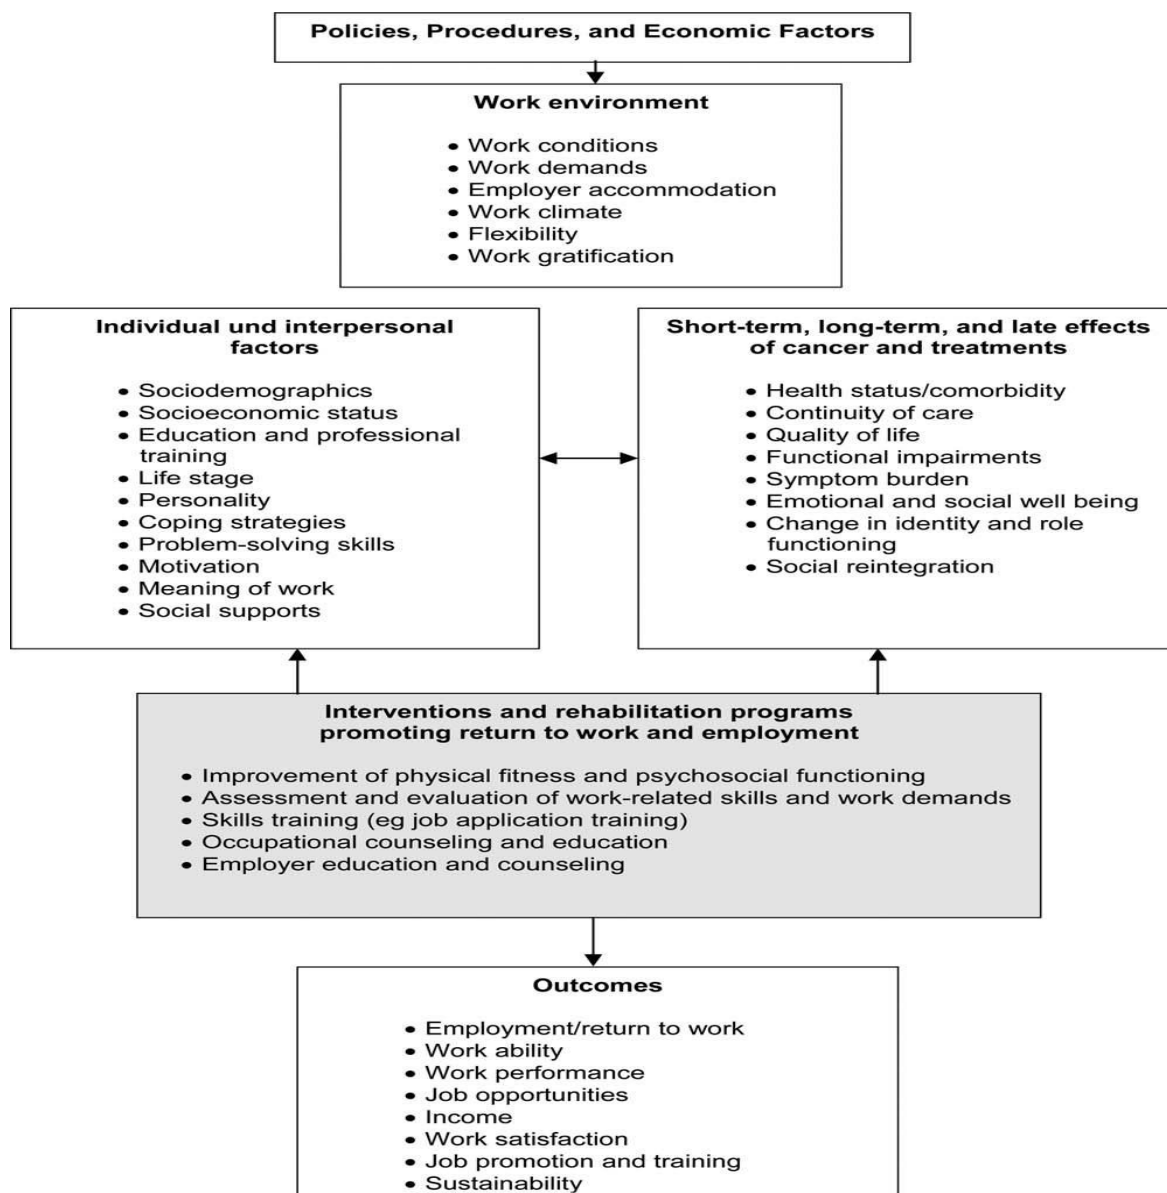 Policies, Procedures, and Economic Factors
Work environment
• Work conditions
• Work demands
• Employer accommodation
• Work climate
• Flexibility
• Work gratification
Individual und interpersonal
factors
• Sociodemographics
• Socioeconomic status
• Education and professional
training
• Life stage
• Personality
• Coping strategies
• Problem-solving skills
• Motivation
• Meaning of work
• Social supports
Short-term, long-term, and late effects
of cancer and treatments
• Health status/comorbidity
• Continuity of care
• Quality of life
• Functional impairments
• Symptom burden
• Emotional and social well being
• Change in identity and role
functioning
• Social reintegration
Interventions and rehabilitation programs
promoting return to work and employment
• Improvement of physical fitness and psychosocial functioning
• Assessment and evaluation of work-related skills and work demands
• Skills training (eg job application training)
• Occupational counseling and education
• Employer education and counseling
Outcomes
• Employment/return to work
• Work ability
• Work performance
• Job opportunities
• Income
• Work satisfaction
• Job promotion and training
• Sustainability